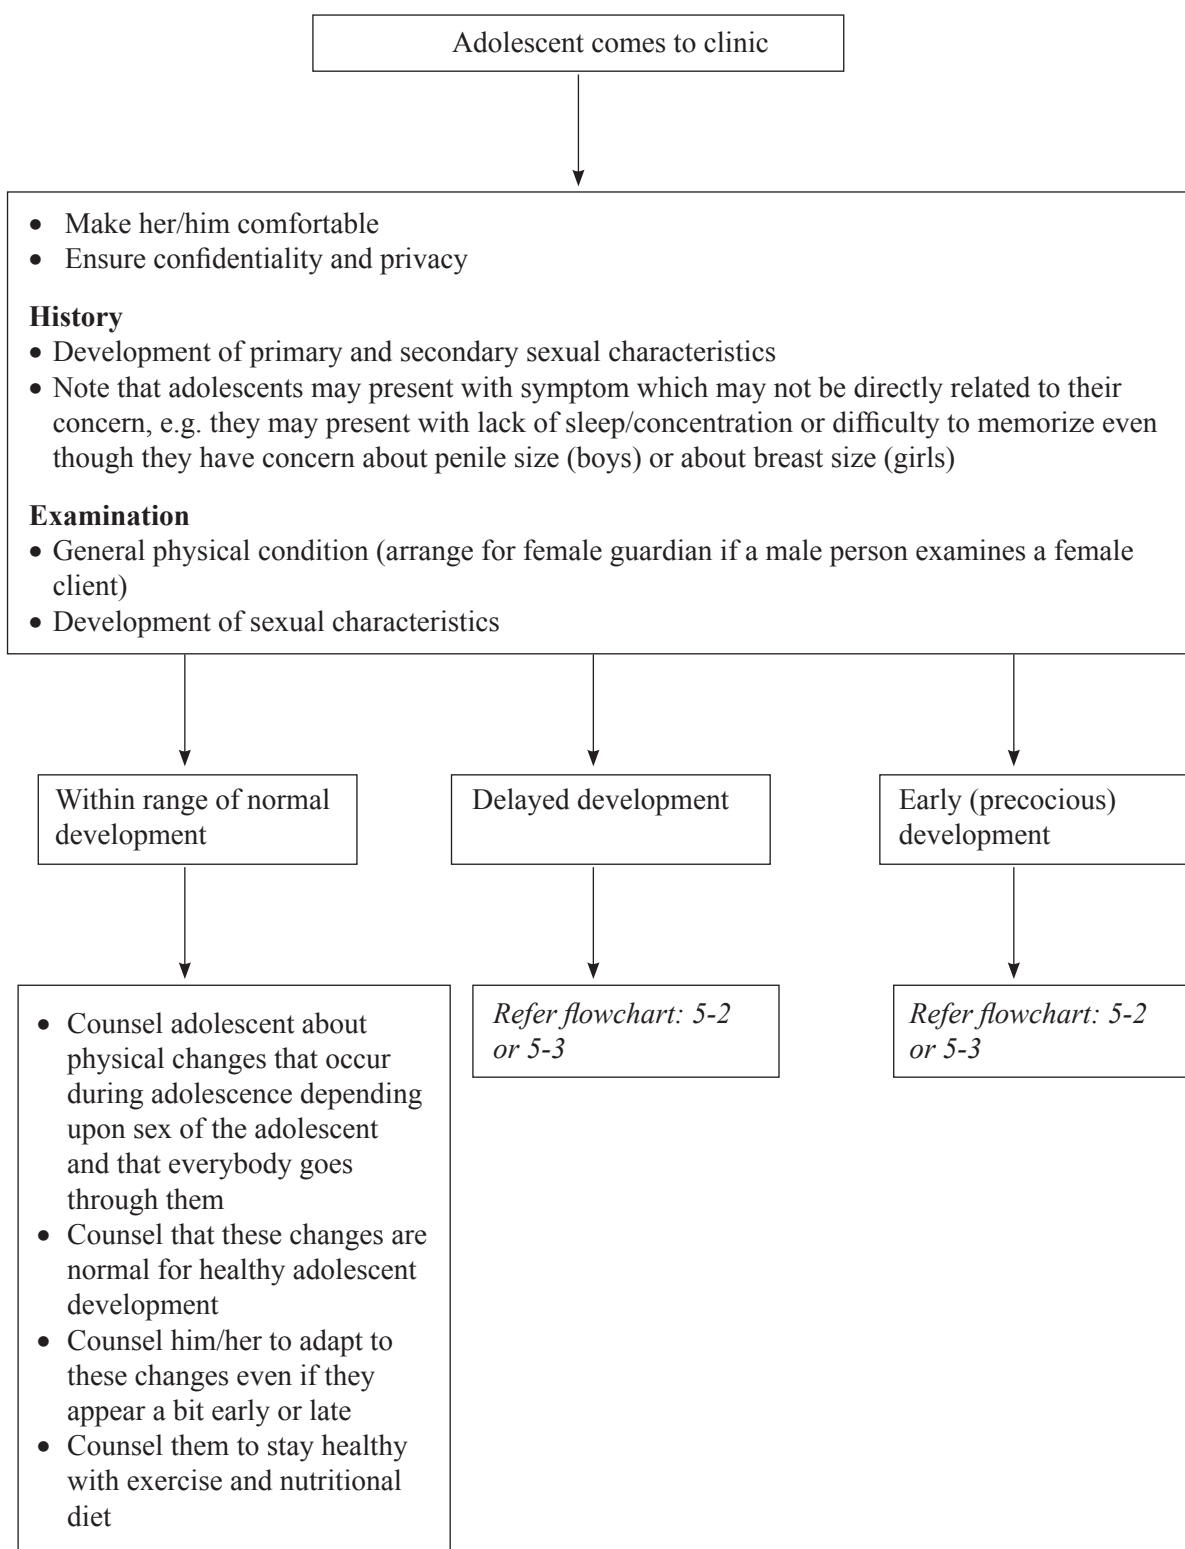 Adolescent comes to clinic
• Make her/him comfortable
• Ensure confidentiality and privacy
History
• Development of primary and secondary sexual characteristics
• Note that adolescents may present with symptom which may not be directly related to their
concern, e.g. they may present with lack of sleep/concentration or difficulty to memorize even
though they have concern about penile size (boys) or about breast size (girls)
Examination
• General physical condition (arrange for female guardian if a male person examines a female
client)
• Development of sexual characteristics
Within range of normal
development
Delayed development
Early (precocious)
development
• Counsel adolescent about
physical changes that occur
during adolescence depending
upon sex of the adolescent
and that everybody goes
through them
• Counsel that these changes are
normal for healthy adolescent
development
• Counsel him/her to adapt to
these changes even if they
appear a bit early or late
• Counsel them to stay healthy
with exercise and nutritional
diet
Refer flowchart: 5-2
or 5-3
Refer flowchart: 5-2
or 5-3